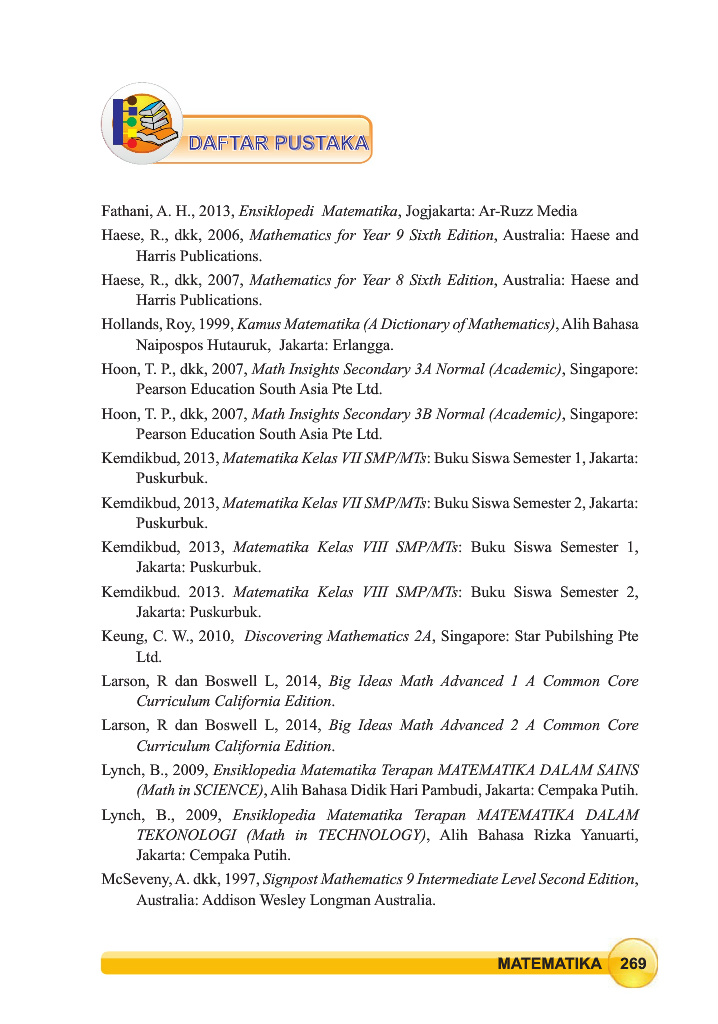 DAFTAR PUSTAKA
Fathani, A. H., 2013, Ensiklopedi Matematika, Jogjakarta: Ar-Ruzz Media
Haese, R., dkk, 2006, Mathematics for Year 9 Sixth Edition, Australia: Haese and
Harris Publications.
Haese, R., dkk, 2007, Mathematics for Year 8 Sixth Edition, Australia: Haese and
Harris Publications.
Hollands, Roy, 1999, Kamus Matematika (A Dictionary of Mathematics), Alih Bahasa
Naipospos Hutauruk, Jakarta: Erlangga.
Hoon, T. P., dkk, 2007, Math Insights Secondary 3A Normal (Academic), Singapore:
Pearson Education South Asia Pte Ltd.
Hoon, T. P., dkk, 2007, Math Insights Secondary 3B Normal (Academic), Singapore:
Pearson Education South Asia Pte Ltd.
Kemdikbud, 2013, Matematika Kelas VII SMP/MTs: Buku Siswa Semester 1, Jakarta:
Puskurbuk.
Kemdikbud, 2013, Matematika Kelas VII SMP/MTs: Buku Siswa Semester 2, Jakarta:
Puskurbuk.
Kemdikbud, 2013, Matematika Kelas VIII SMP/MTs: Buku Siswa Semester 1,
Jakarta: Puskurbuk.
Kemdikbud. 2013. Matematika Kelas VIII SMP/MTs: Buku Siswa Semester 2,
Jakarta: Puskurbuk.
Keung, C. W., 2010, Discovering Mathematics 2A, Singapore: Star Pubilshing Pte
Ltd.
Larson, R dan Boswell L, 2014, Big Ideas Math Advanced 1 A Common Core
Curriculum California Edition.
Larson, R dan Boswell L, 2014, Big Ideas Math Advanced 2 A Common Core
Curriculum California Edition.
Lynch, B., 2009, Ensiklopedia Matematika Terapan MATEMATIKA DALAM SAINS
(Math in SCIENCE), Alih Bahasa Didik Hari Pambudi, Jakarta: Cempaka Putih.
Lynch, B., 2009, Ensiklopedia Matematika Terapan MATEMATIKA DALAM
TEKONOLOGI (Math in TECHNOLOGY), Alih Bahasa Rizka Yanuarti,
Jakarta: Cempaka Putih.
McSeveny, A. dkk, 1997, Signpost Mathematics 9 Intermediate Level Second Edition,
Australia: Addison Wesley Longman Australia.
MATEMATIKA 269